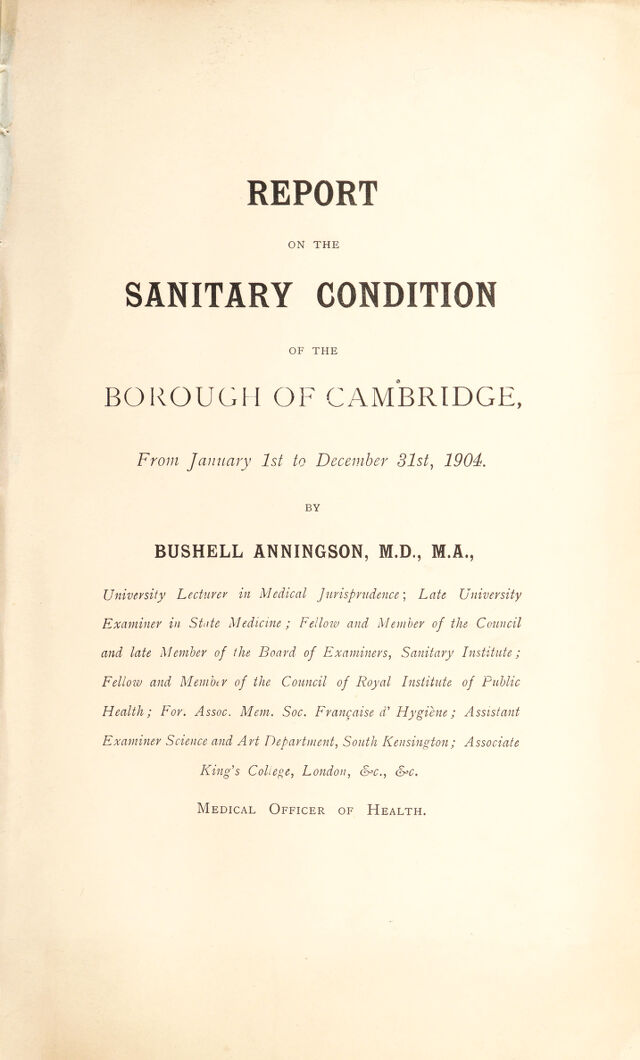 REPORT
ON THE
SANITARY CONDITION
OF THE
BOROUGH OF CAMBRIDGE,
From January 1st to December 31st, 1904.
BY
BUSHELL ANNINGSON, M.D., M.A.,
University Lecturer in Medical Jurisprudence; Late University
Examiner in State Medicine; Fellow and Member of the Council
and late Member of the Board of Examiners, Sanitary Institute;
Fellow and Member of the Council of Royal Institute of Public
Health; For. Assoc. Mem. Soc. Française d' Hygiène; Assistant
Examiner Science and Art Department, South Kensington; Associate
King's College, London, &c., &c.
MEDICAL OFFICER OF HEALTH.